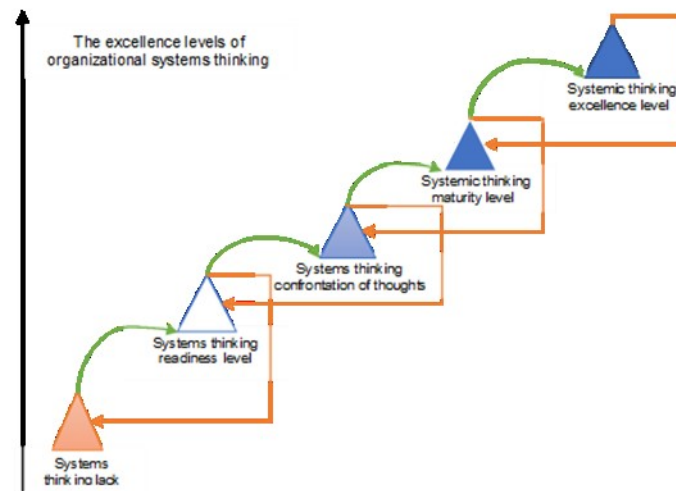 The excellence levels of
organizational systems thinking
Systemic thinking
excellence level
Systemic thinking
maturity level
Systems thinking
confrontation of thoughts
Systems thinking
readiness level
Systems
thinking lack